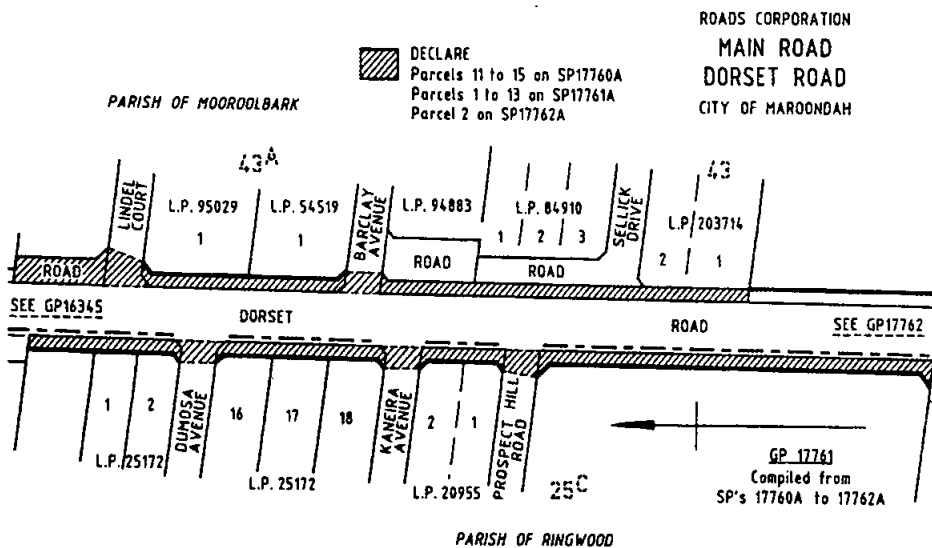 ROADS CORPORATION
MAIN ROAD
DORSET ROAD
CITY OF MAROONDAH
DECLARE
Parcels 11 to 15 on SP17760A
Parcels 1 to 13 on SP17761A
Parcel 2 on SP17762A
PARISH OF MOOROOLBARK
43A
43
LINDEL
COURT
L.P. 95029
1
L.P. 54519
1
BARCLAY
AVENUE
L.P. 94883
L.P. 84910
1
2
3
SELLICK
DRIVE
L.P. 203714
2
1
ROAD
ROAD
ROAD
SEE GP16345
DORSET
ROAD
SEE GP17762
1
2
DUMOSA
AVENUE
16
17
18
KANEIRA
AVENUE
2
1
PROSPECT HILL
ROAD
L.P. 25172
L.P. 25172
L.P. 20955
25C
GP 17761
Compiled from
SP's 17760A to 17762A
PARISH OF RINGWOOD